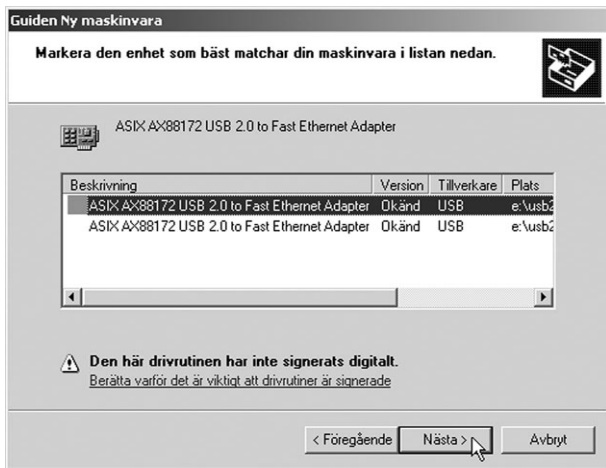 Guiden Ny maskinvara
Markera den enhet som bäst matchar din maskinvara i listan nedan.
ASIX AX88172 USB 2.0 to Fast Ethernet Adapter
Beskrivning Version Tillverkare Plats
ASIX AX88172 USB 2.0 to Fast Ethernet Adapter Okänd USB e:\usb2
ASIX AX88172 USB 2.0 to Fast Ethernet Adapter Okänd USB e:\usb2
Den här drivrutinen har inte signerats digitalt.
Berätta varför det är viktigt att drivrutiner är signerade
< Föregående Nästa > Avbryt